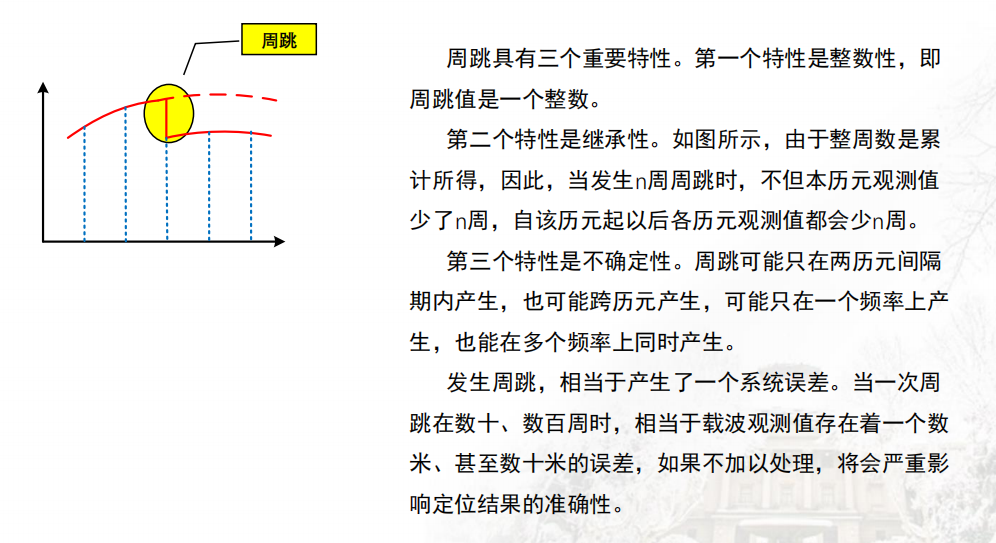 周跳
周跳具有三个重要特性。第一个特性是整数性，即
周跳值是一个整数。
第二个特性是继承性。如图所示，由于整周数是累
计所得，因此，当发生n周周跳时，不但本历元观测值
少了n周，自该历元起以后各历元观测值都会少n周。
第三个特性是不确定性。周跳可能只在两历元间隔
期内产生，也可能跨历元产生，可能只在一个频率上产
生，也能在多个频率上同时产生。
发生周跳，相当于产生了一个系统误差。当一次周
跳在数十、数百周时，相当于载波观测值存在着一个数
米、甚至数十米的误差，如果不加以处理，将会严重影
响定位结果的准确性。